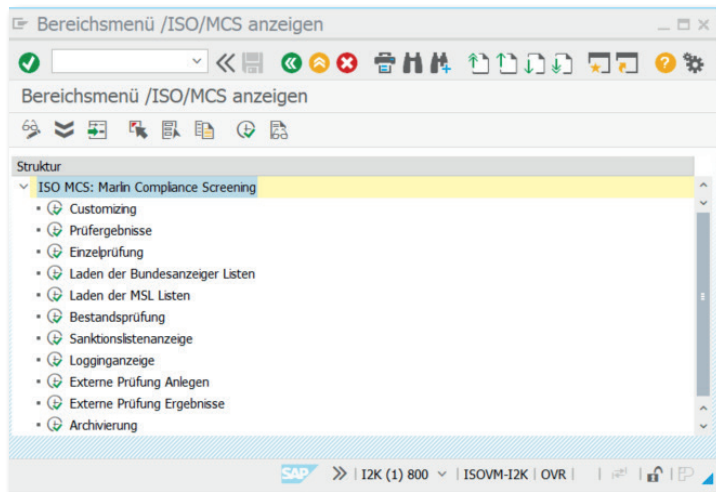 Bereichsmenü /ISO/MCS anzeigen
Bereichsmenü /ISO/MCS anzeigen
Struktur
ISO MCS: Marlin Compliance Screening
Customizing
Prüfergebnisse
Einzelprüfung
Laden der Bundesanzeiger Listen
Laden der MSL Listen
Bestandsprüfung
Sanktionslistenanzeige
Logginganzeige
Externe Prüfung Anlegen
Externe Prüfung Ergebnisse
Archivierung
SAP | I2K (1) 800 | ISOVM-I2K | OVR |